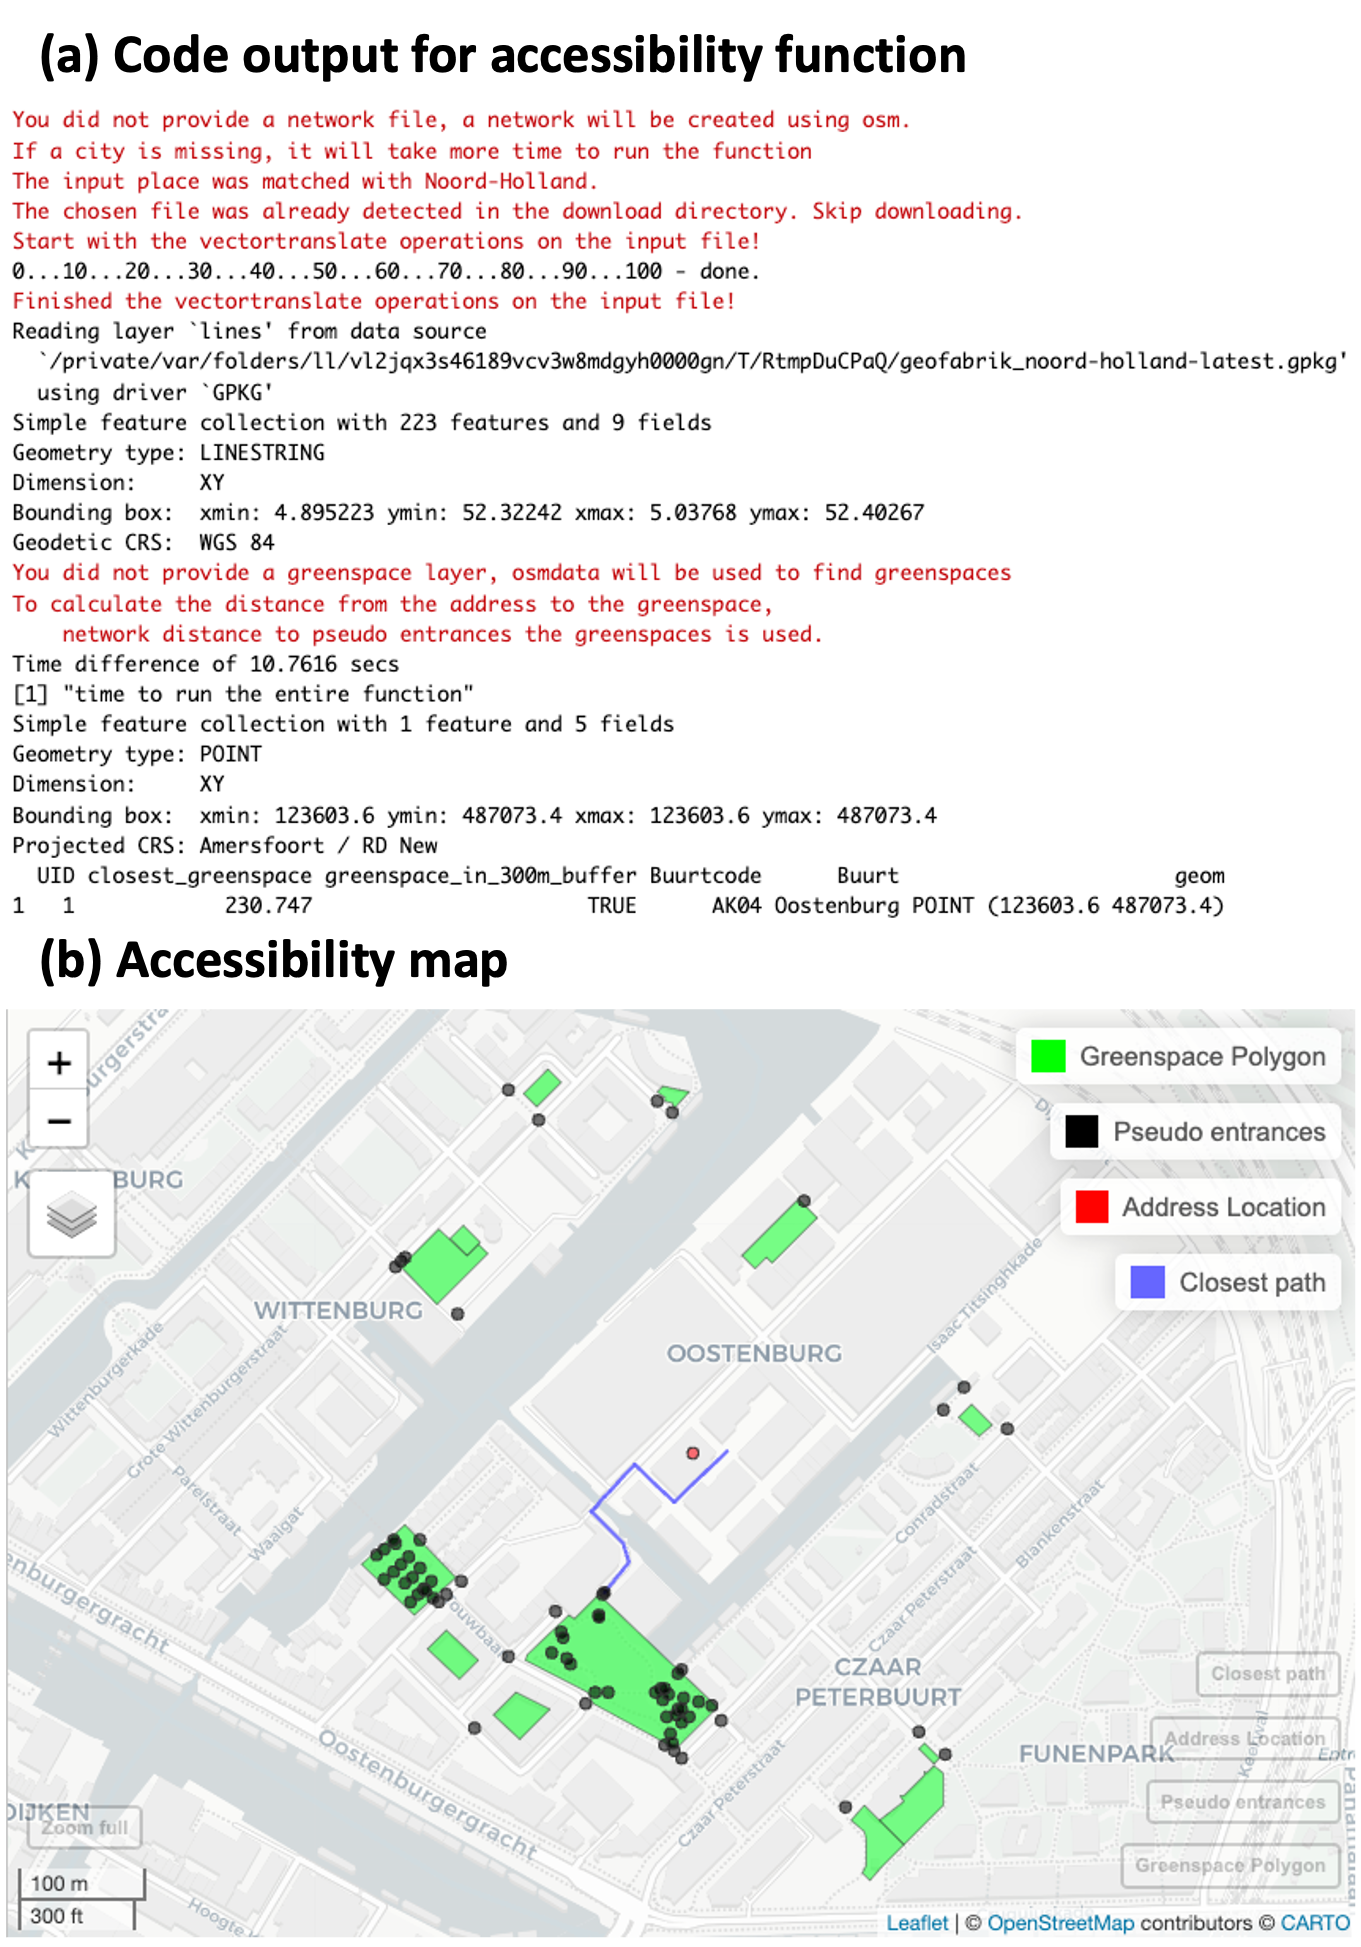 (a) Code output for accessibility function
You did not provide a network file, a network will be created using osm.
If a city is missing, it will take more time to run the function
The input place was matched with Noord-Holland.
The chosen file was already detected in the download directory. Skip downloading.
Start with the vectortranslate operations on the input file!
0...10...20...30...40...50...60...70...80...90...100 - done.
Finished the vectortranslate operations on the input file!
Reading layer `lines' from data source
`/private/var/folders/ll/vl2jqx3s46189vcv3w8mdgyh0000gn/T/RtmpDuCPaQ/geofabrik_noord-holland-latest.gpkg'
using driver `GPKG'
Simple feature collection with 223 features and 9 fields
Geometry type: LINESTRING
Dimension:     XY
Bounding box:  xmin: 4.895223 ymin: 52.32242 xmax: 5.03768 ymax: 52.40267
Geodetic CRS:  WGS 84
You did not provide a greenspace layer, osmdata will be used to find greenspaces
To calculate the distance from the address to the greenspace,
network distance to pseudo entrances the greenspaces is used.
Time difference of 10.7616 secs
[1] "time to run the entire function"
Simple feature collection with 1 feature and 5 fields
Geometry type: POINT
Dimension:     XY
Bounding box:  xmin: 123603.6 ymin: 487073.4 xmax: 123603.6 ymax: 487073.4
Projected CRS: Amersfoort / RD New
UID closest_greenspace greenspace_in_300m_buffer Buurtcode      Buurt                      geom
1   1            230.747                      TRUE      AK04 Oostenburg POINT (123603.6 487073.4)
(b) Accessibility map
+
−
Greenspace Polygon
Pseudo entrances
Address Location
Closest path
BURG
WITTENBURG
OOSTENBURG
Isaac Titsinghkade
Wittenburgerkade
Grote Wittenburgerstraat
Parelstraat
Waaigat
Conradstraat
Blankenstraat
Czaar Peterstraat
CZAAR
PETERBUURT
Oostenburgergracht
Czaar Peterstraat
FUNENPARK
Closest path
Address Location
Pseudo entrances
Greenspace Polygon
DIJKEN
Zoom full
100 m
300 ft
Hoogte
Leaflet | © OpenStreetMap contributors © CARTO